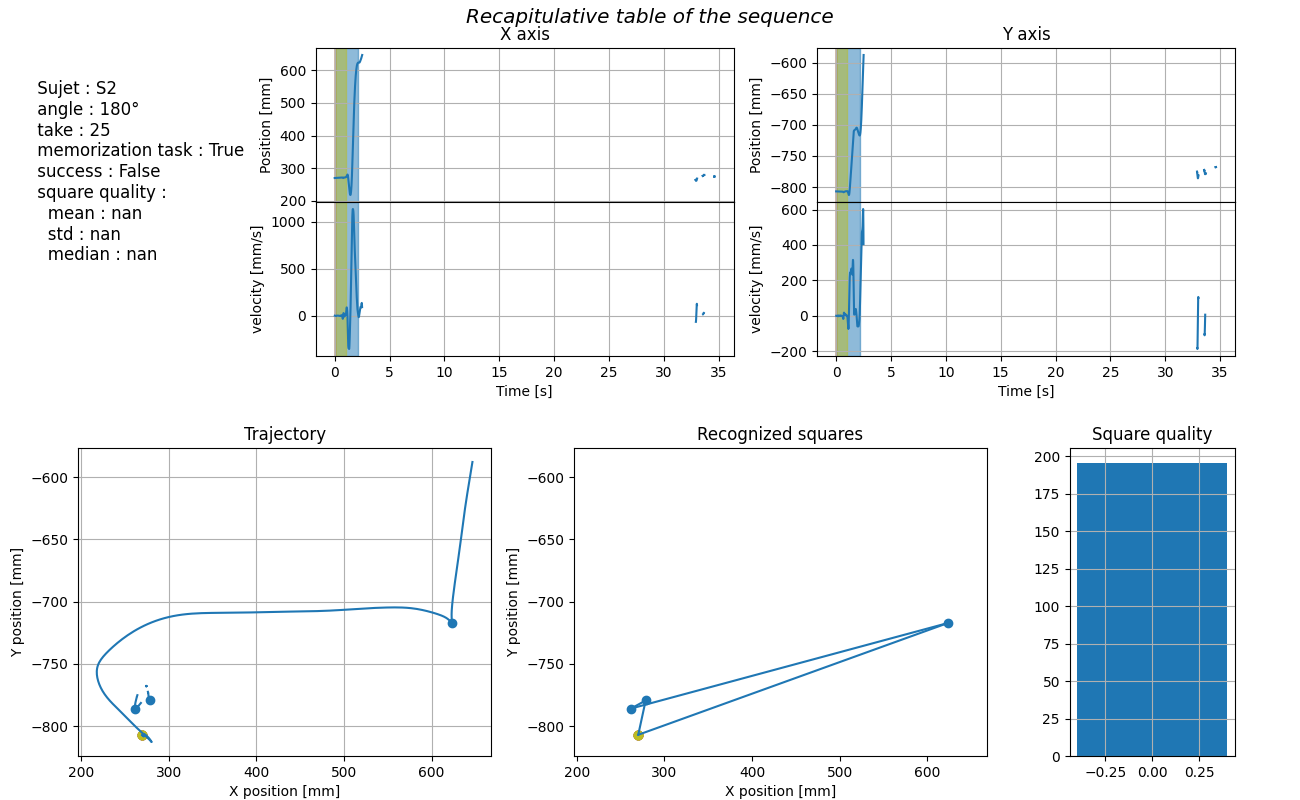 Recapitulative table of the sequence
X axis
Y axis
Sujet : S2
angle : 180°
take : 25
memorization task : True
success : False
square quality :
mean : nan
std : nan
median : nan
Position [mm]
600
500
400
300
200
velocity [mm/s]
1000
500
0
0 5 10 15 20 25 30 35
Time [s]
Position [mm]
−600
−650
−700
−750
−800
velocity [mm/s]
600
400
200
0
−200
0 5 10 15 20 25 30 35
Time [s]
Trajectory
Y position [mm]
−600
−650
−700
−750
−800
200 300 400 500 600
X position [mm]
Recognized squares
Y position [mm]
−600
−650
−700
−750
−800
200 300 400 500 600
X position [mm]
Square quality
200
175
150
125
100
75
50
25
0
−0.25 0.00 0.25